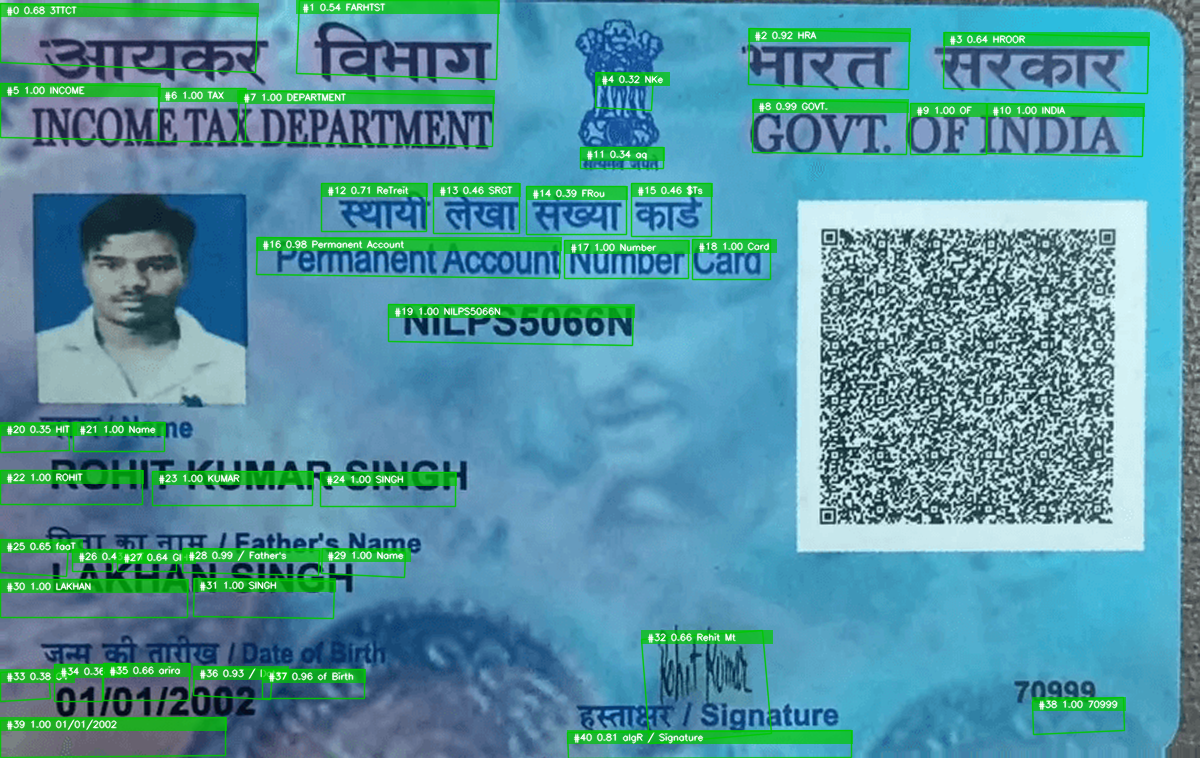 #0 0.68 3TTCT
#1 0.54 FARHTST
#2 0.92 HRA
#3 0.64 HROOR
आयकर विभाग
भारत सरकार
#4 0.32 NKe
#5 1.00 INCOME
#6 1.00 TAX
#7 1.00 DEPARTMENT
#8 0.99 GOVT.
#9 1.00 OF
#10 1.00 INDIA
INCOME TAX DEPARTMENT
GOVT. OF INDIA
#11 0.34 aq
सत्यमेव जयते
#12 0.71 ReTreit
#13 0.46 SRGT
#14 0.39 FRou
#15 0.46 $Ts
स्थायी लेखा संख्या कार्ड
#16 0.98 Permanent Account
#17 1.00 Number
#18 1.00 Card
Permanent Account Number Card
#19 1.00 NILPS5066N
NILPS5066N
/ Name
#20 0.35 HIT
#21 1.00 Name
ROHIT KUMAR SINGH
#22 1.00 ROHIT
#23 1.00 KUMAR
#24 1.00 SINGH
पिता का नाम / Father's Name
#25 0.65 faaT
#26 0.4
#27 0.64 GI
#28 0.99 / Father's
#29 1.00 Name
LAKHAN SINGH
#30 1.00 LAKHAN
#31 1.00 SINGH
जन्म की तारीख / Date of Birth
#32 0.66 Rehit Mt
Rohit Kumar
#33 0.38
#34 0.36
#35 0.66 arira
#36 0.93 /
#37 0.96 of Birth
01/01/2002
70999
#38 1.00 70999
हस्ताक्षर / Signature
#39 1.00 01/01/2002
#40 0.81 algR / Signature